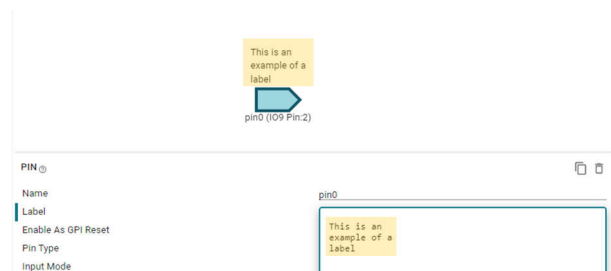 This is an
example of a
label
pin0 (IO9 Pin:2)
PIN
Name
pin0
Label
This is an
example of a
label
Enable As GPI Reset
Pin Type
Input Mode